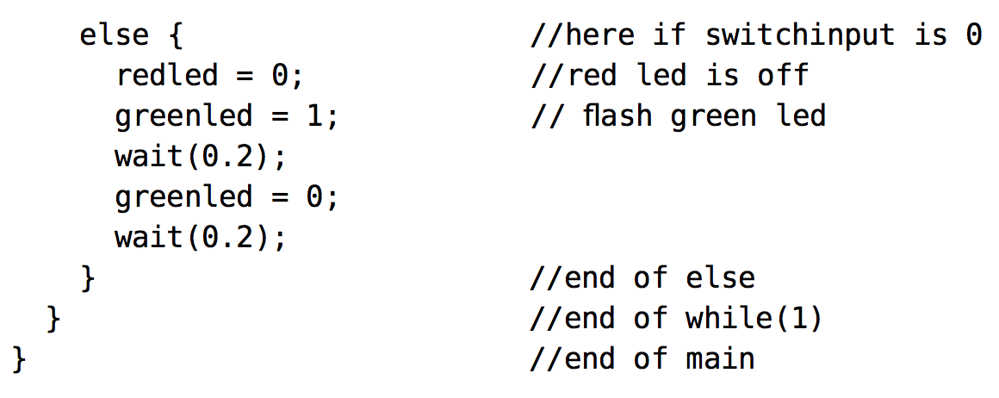 else {                    //here if switchinput is 0
      redled = 0;             //red led is off
      greenled = 1;           // flash green led
      wait(0.2);
      greenled = 0;
      wait(0.2);
    }                         //end of else
  }                           //end of while(1)
}                             //end of main